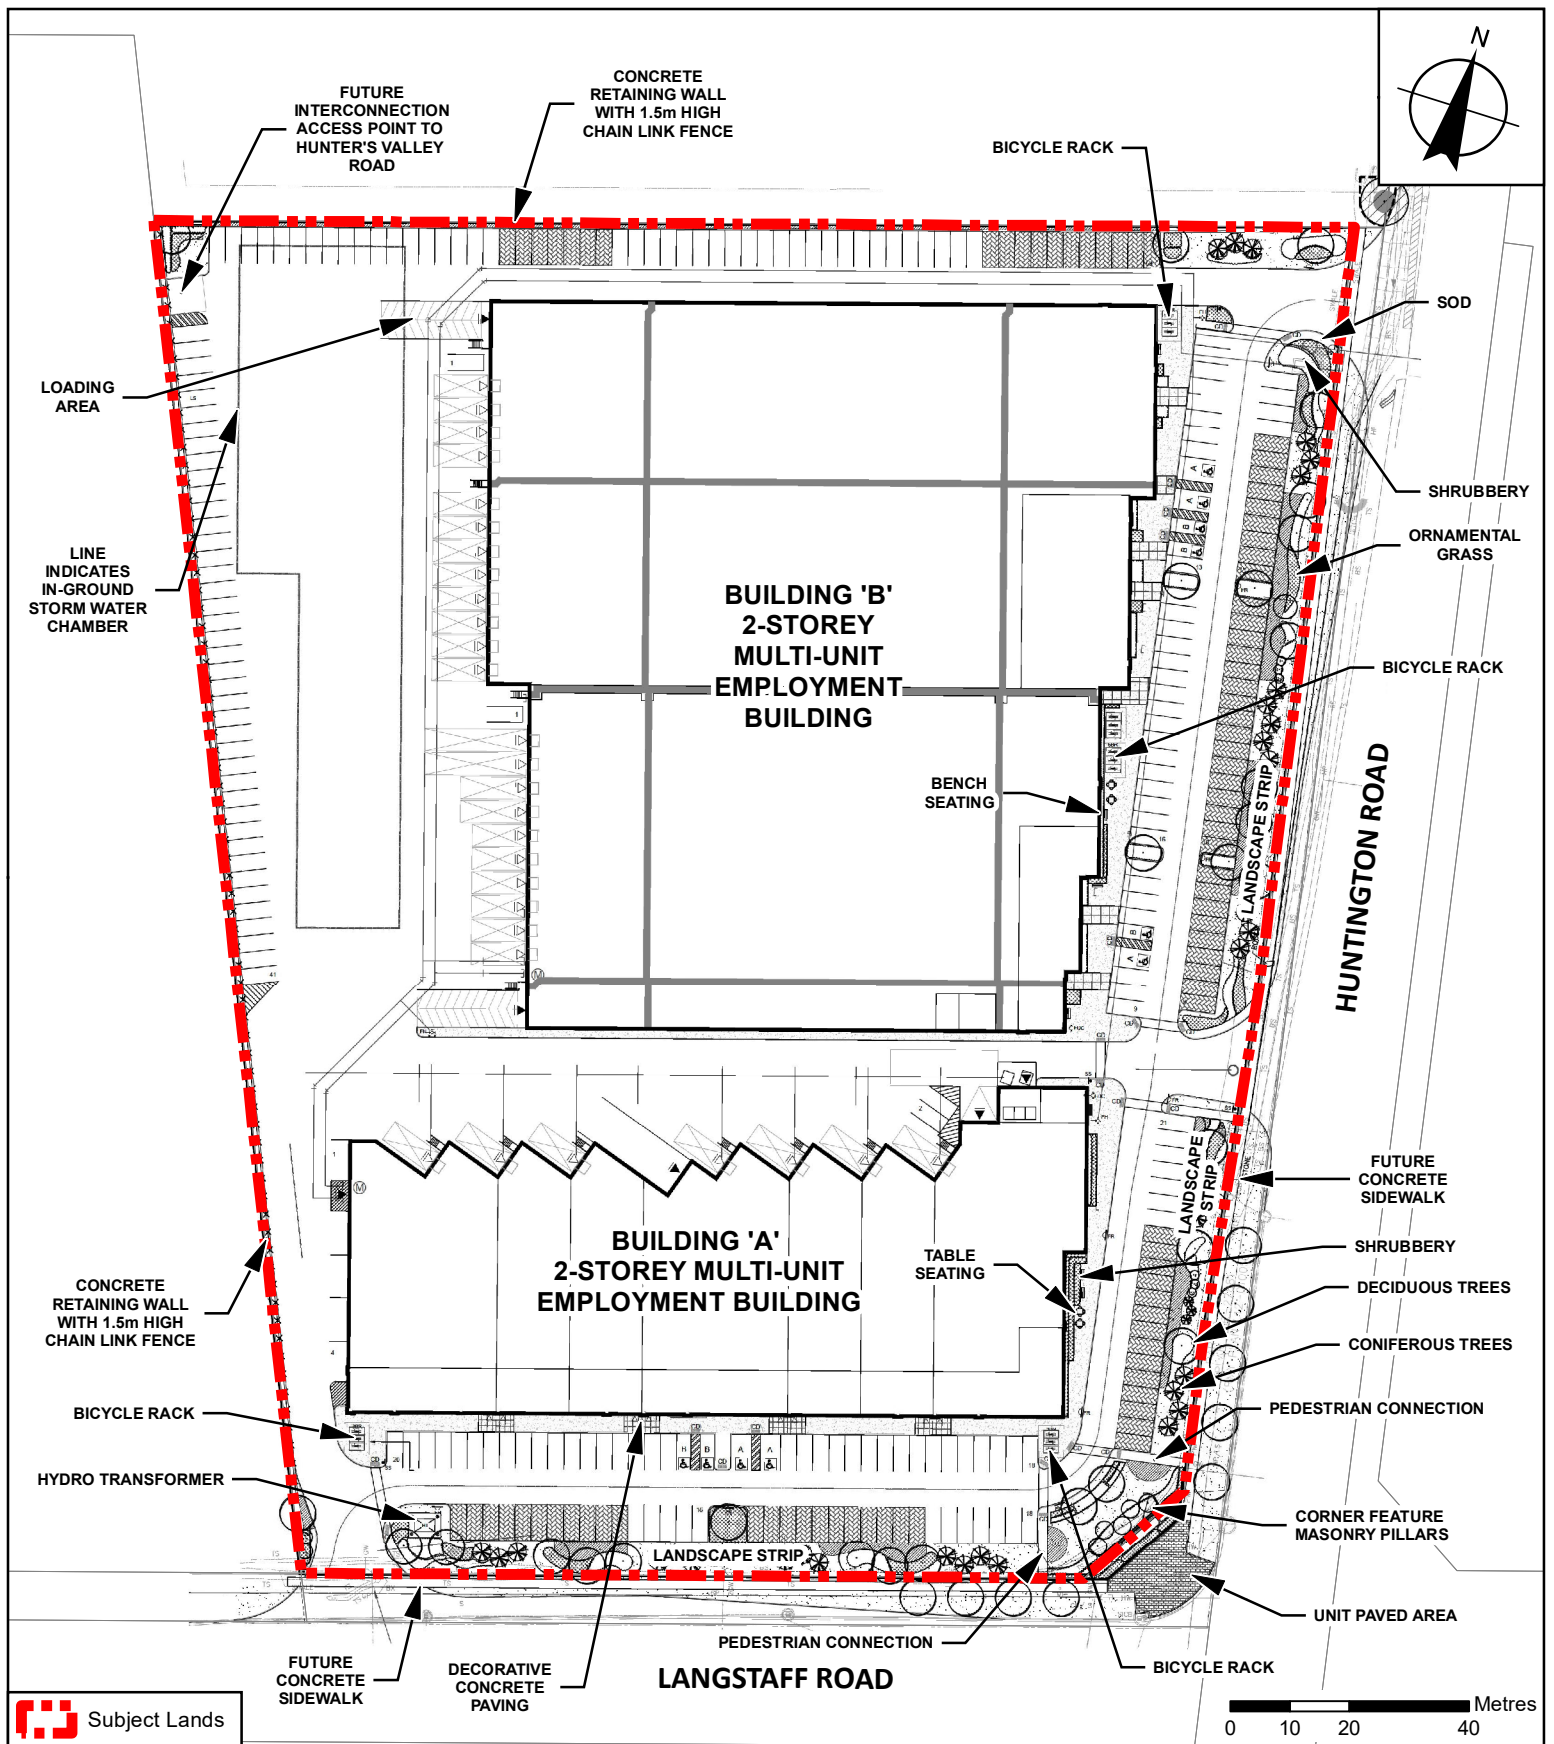 N
FUTURE
INTERCONNECTION
ACCESS POINT TO
HUNTER'S VALLEY
ROAD
CONCRETE
RETAINING WALL
WITH 1.5m HIGH
CHAIN LINK FENCE
BICYCLE RACK
SOD
LOADING
AREA
SHRUBBERY
ORNAMENTAL
GRASS
LINE
INDICATES
IN-GROUND
STORM WATER
CHAMBER
BUILDING 'B'
2-STOREY
MULTI-UNIT
EMPLOYMENT
BUILDING
BICYCLE RACK
BENCH
SEATING
LANDSCAPE STRIP
HUNTINGTON ROAD
LANDSCAPE
STRIP
FUTURE
CONCRETE
SIDEWALK
BUILDING 'A'
2-STOREY MULTI-UNIT
EMPLOYMENT BUILDING
TABLE
SEATING
SHRUBBERY
DECIDUOUS TREES
CONIFEROUS TREES
CONCRETE
RETAINING WALL
WITH 1.5m HIGH
CHAIN LINK FENCE
BICYCLE RACK
PEDESTRIAN CONNECTION
HYDRO TRANSFORMER
CORNER FEATURE
MASONRY PILLARS
LANDSCAPE STRIP
UNIT PAVED AREA
PEDESTRIAN CONNECTION
BICYCLE RACK
FUTURE
CONCRETE
SIDEWALK
DECORATIVE
CONCRETE
PAVING
LANGSTAFF ROAD
Subject Lands
Metres
0 10 20 40